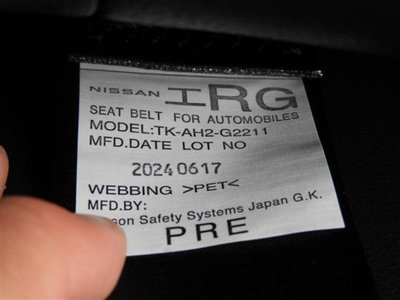 NISSAN IRG
SEAT BELT FOR AUTOMOBILES
MODEL:TK-AH2-G2211
MFD.DATE LOT NO
20240617
WEBBING >PET<
MFD.BY:
Safety Systems Japan G.K.
PRE